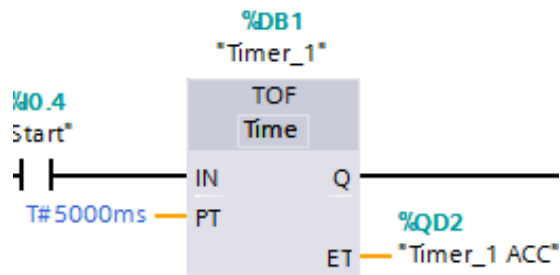 %DB1
"Timer_1"
TOF
Time
%I0.4
Start"
IN
Q
T#5000ms
PT
%QD2
ET
"Timer_1 ACC"